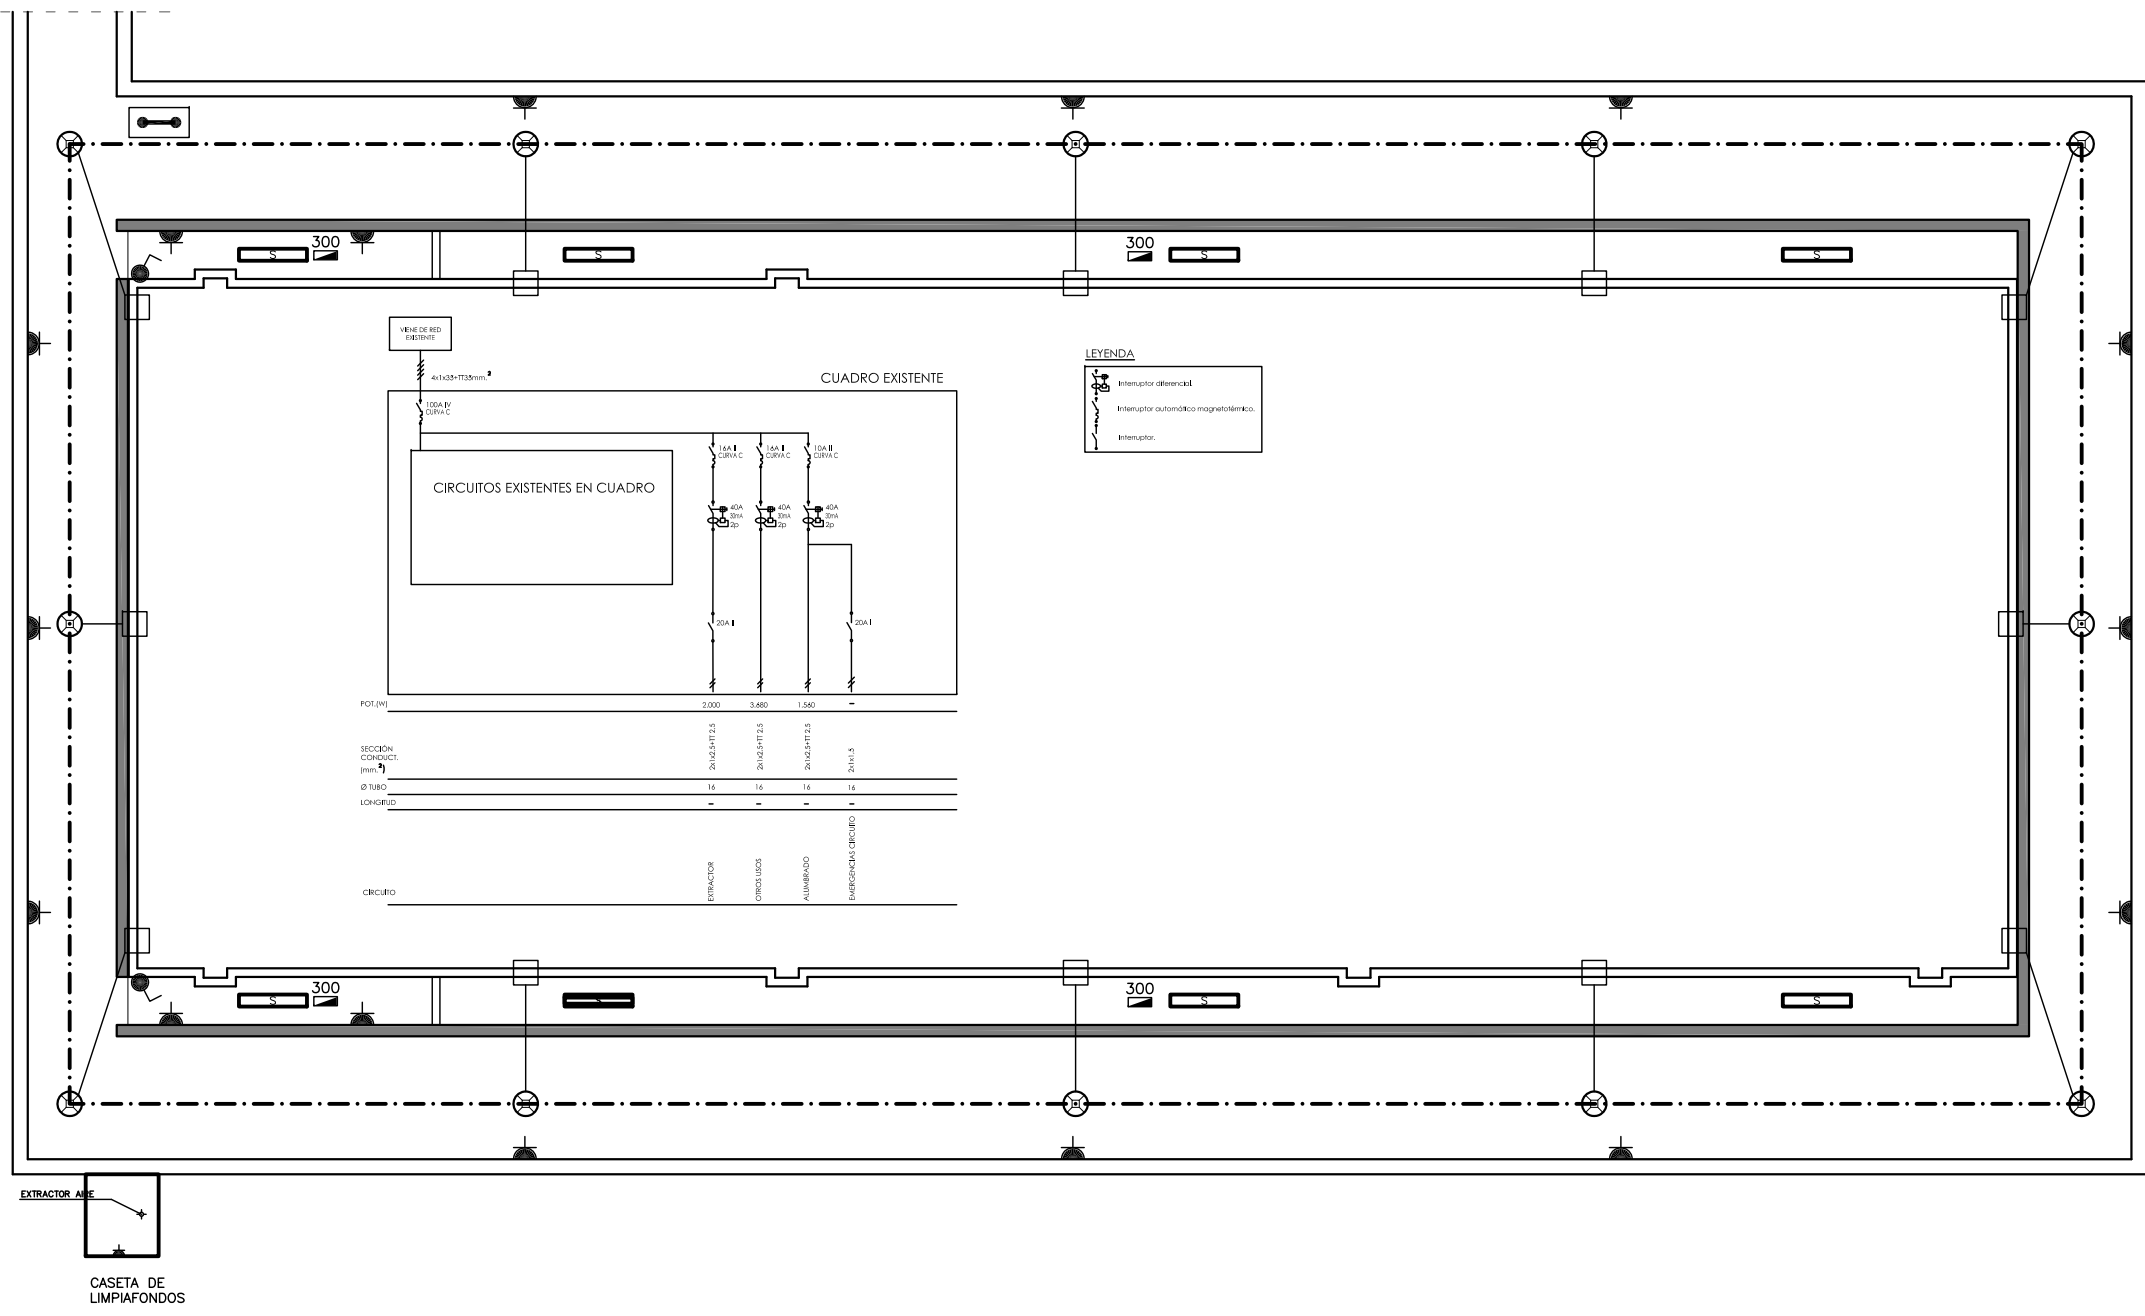 300
S
S
300
S
S
VIENE DE RED
EXISTENTE
4x1x35+TT35mm.²
CUADRO EXISTENTE
100A IV
CURVA C
16A II
CURVA C
16A II
CURVA C
10A II
CURVA C
CIRCUITOS EXISTENTES EN CUADRO
40A
30mA
2p
40A
30mA
2p
40A
30mA
2p
20A II
20A I
LEYENDA
Interruptor diferencial.
Interruptor automático magnetotérmico.
Interruptor.
POT.(W)
2.000
3.680
1.560
-
SECCIÓN
CONDUCT.
(mm.²)
2x1x2.5+TT 2.5
2x1x2.5+TT 2.5
2x1x2.5+TT 2.5
2x1x1.5
Ø TUBO
16
16
16
16
LONGITUD
-
-
-
-
CIRCUITO
EXTRACTOR
OTROS USOS
ALUMBRADO
EMERGENCIAS CIRCUITO
S
300
S
300
S
S
EXTRACTOR AIRE
CASETA DE
LIMPIAFONDOS